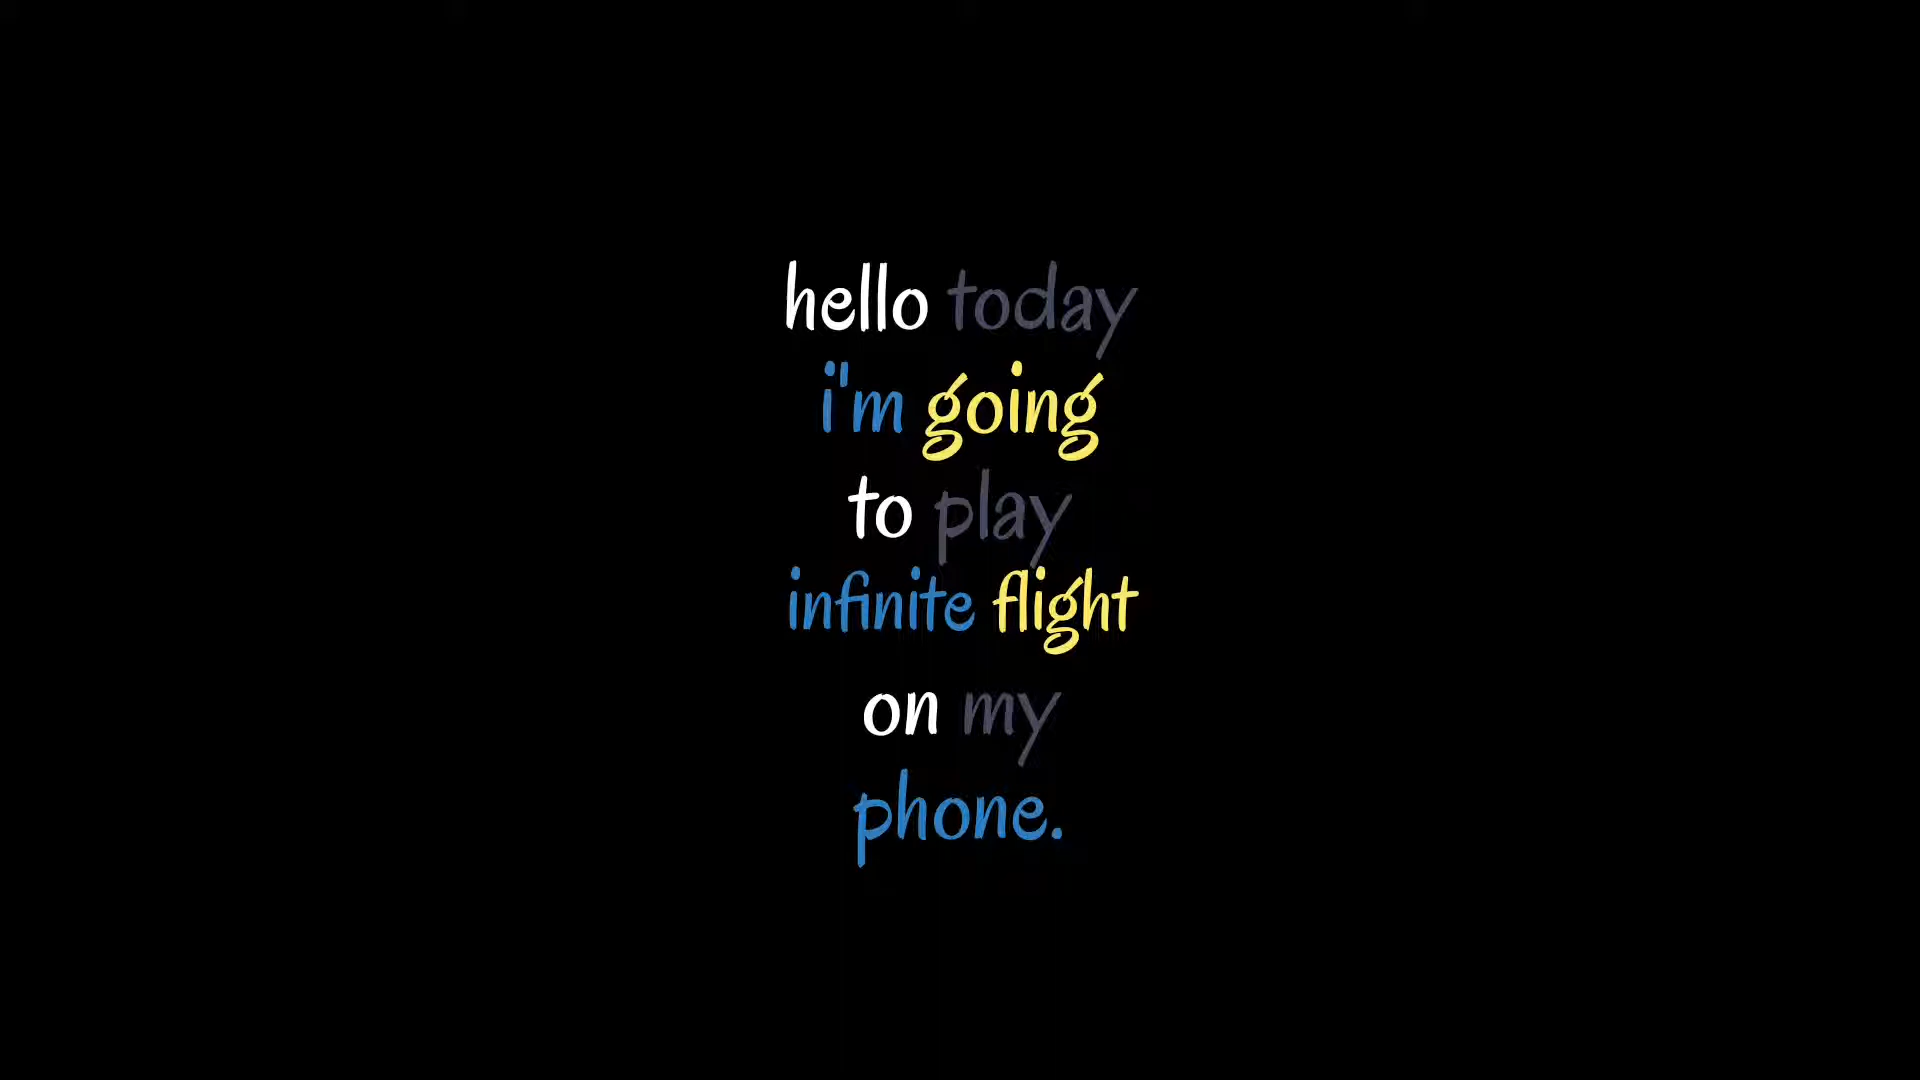 hello today
i'm going
to play
infinite flight
on my
phone.